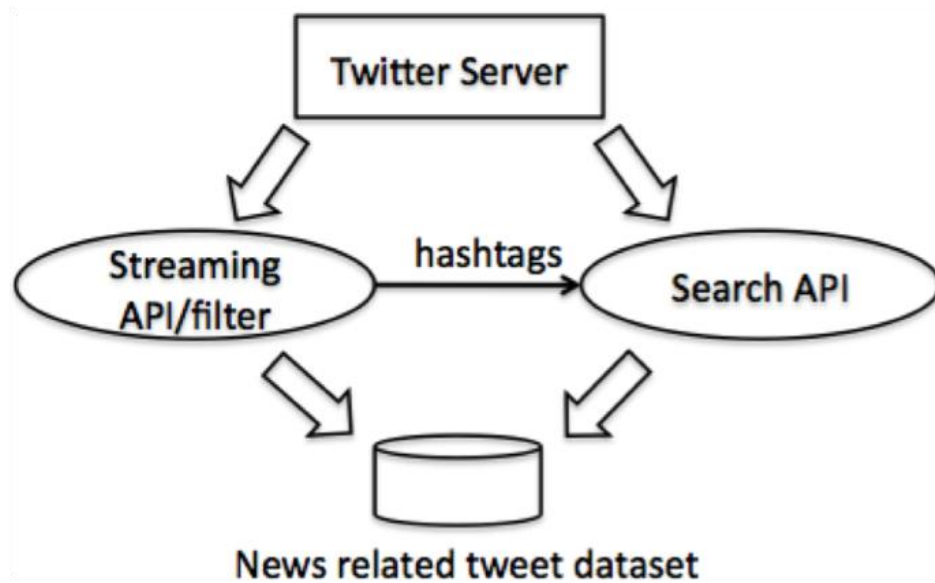 Twitter Server
hashtags
Streaming
API/filter
Search API
News related tweet dataset